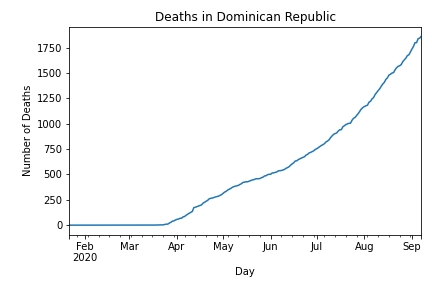 Deaths in Dominican Republic
Number of Deaths
1750
1500
1250
1000
750
500
250
0
Feb Mar Apr May Jun Jul Aug Sep
2020
Day